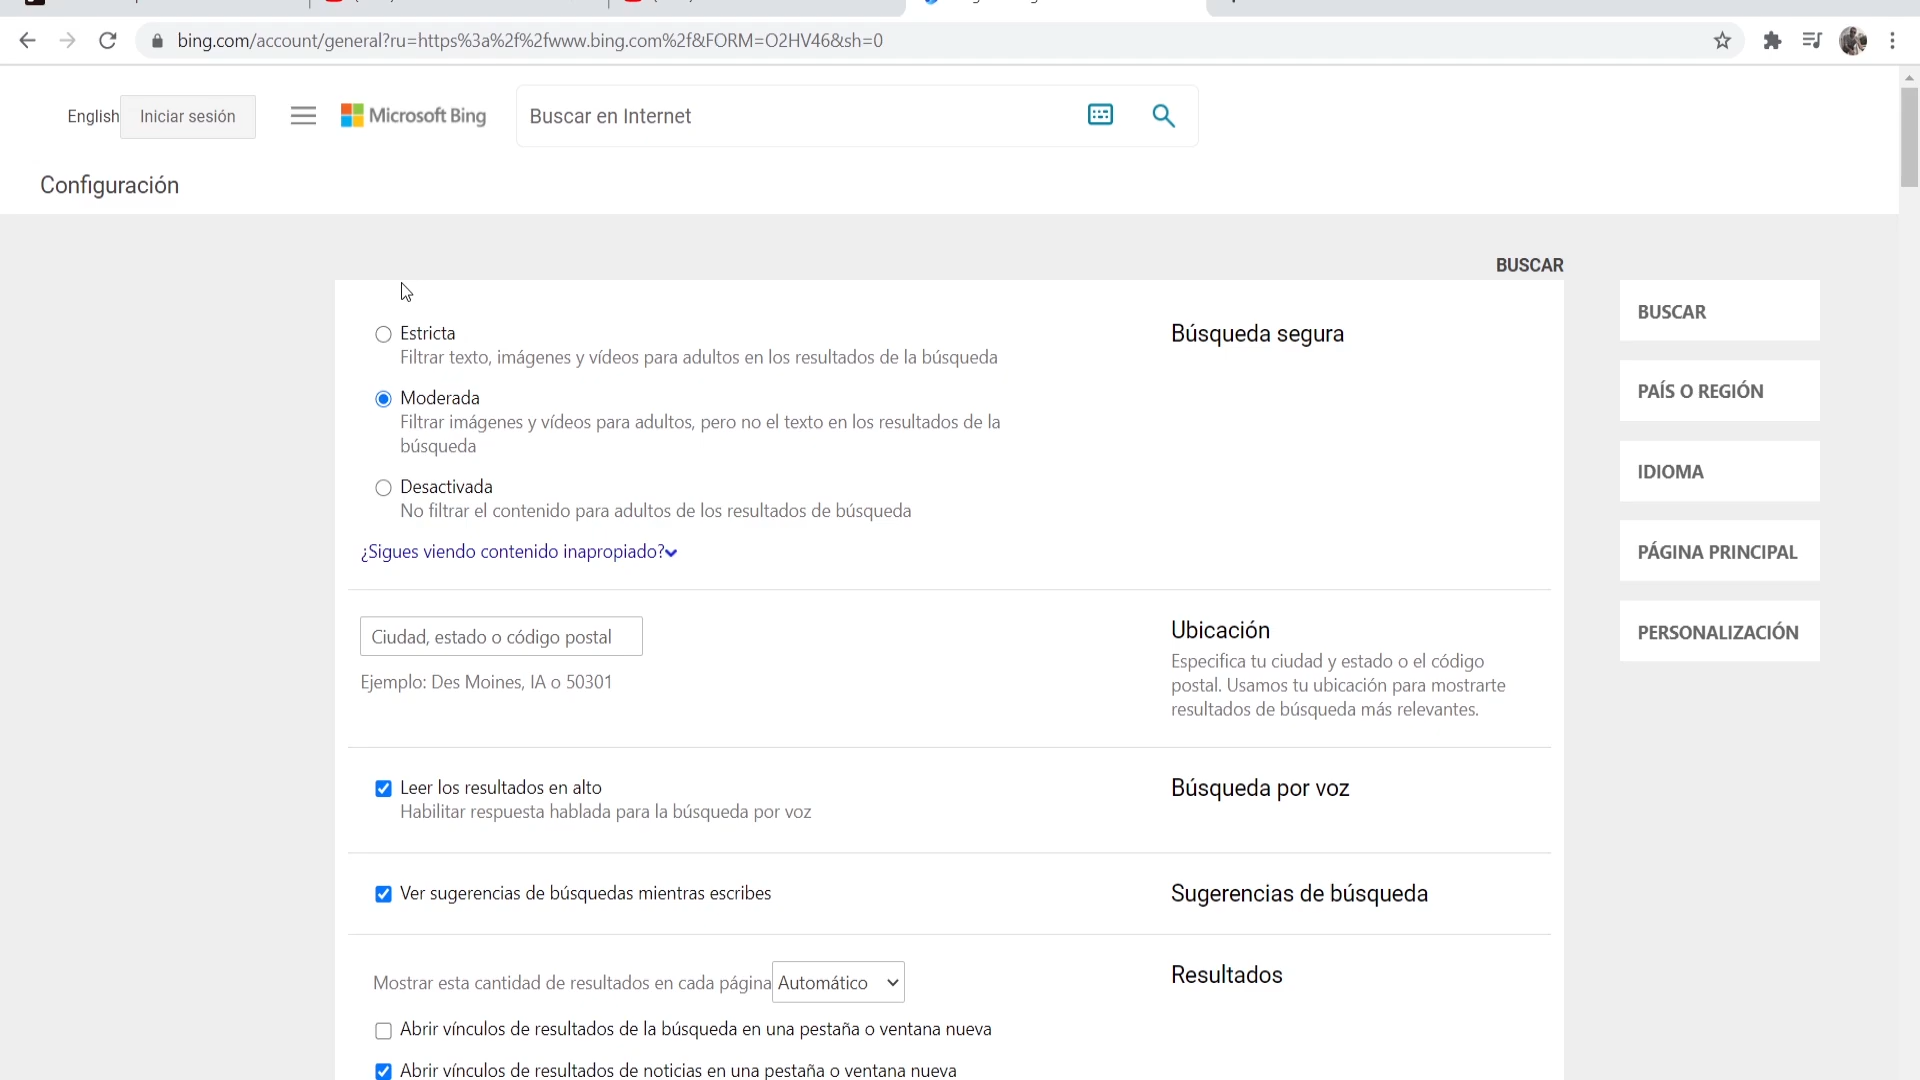 bing.com/account/general?ru=https%3a%2f%2fwww.bing.com%2f&FORM=O2HV46&sh=0
English
Iniciar sesión
Microsoft Bing
Buscar en Internet
Configuración
BUSCAR
Estricta
Filtrar texto, imágenes y vídeos para adultos en los resultados de la búsqueda
Búsqueda segura
Moderada
Filtrar imágenes y vídeos para adultos, pero no el texto en los resultados de la
búsqueda
Desactivada
No filtrar el contenido para adultos de los resultados de búsqueda
¿Sigues viendo contenido inapropiado?
Ciudad, estado o código postal
Ejemplo: Des Moines, IA o 50301
Ubicación
Especifica tu ciudad y estado o el código
postal. Usamos tu ubicación para mostrarte
resultados de búsqueda más relevantes.
Leer los resultados en alto
Habilitar respuesta hablada para la búsqueda por voz
Búsqueda por voz
Ver sugerencias de búsquedas mientras escribes
Sugerencias de búsqueda
Mostrar esta cantidad de resultados en cada página
Automático
Resultados
Abrir vínculos de resultados de la búsqueda en una pestaña o ventana nueva
Abrir vínculos de resultados de noticias en una pestaña o ventana nueva
BUSCAR
PAÍS O REGIÓN
IDIOMA
PÁGINA PRINCIPAL
PERSONALIZACIÓN